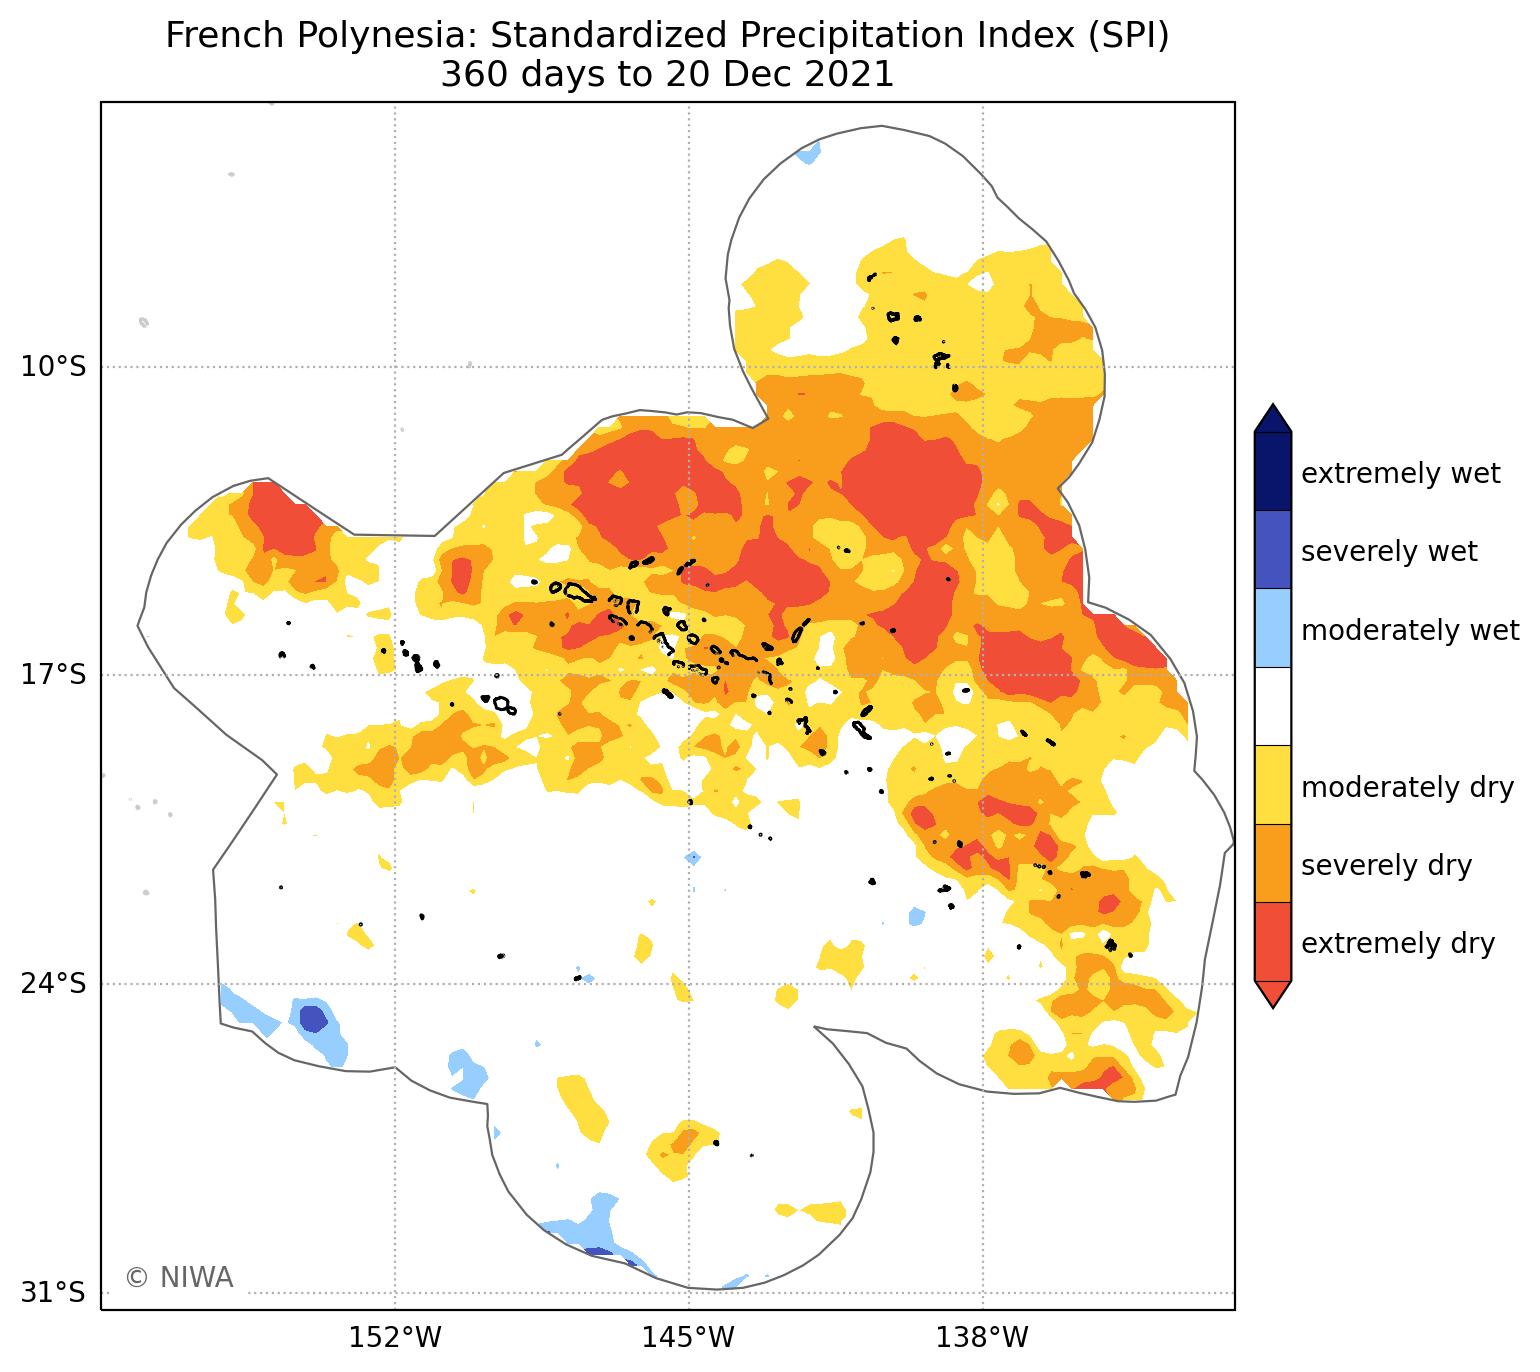 French Polynesia: Standardized Precipitation Index (SPI)
360 days to 20 Dec 2021
10°S
17°S
24°S
31°S
152°W
145°W
138°W
extremely wet
severely wet
moderately wet
moderately dry
severely dry
extremely dry
© NIWA